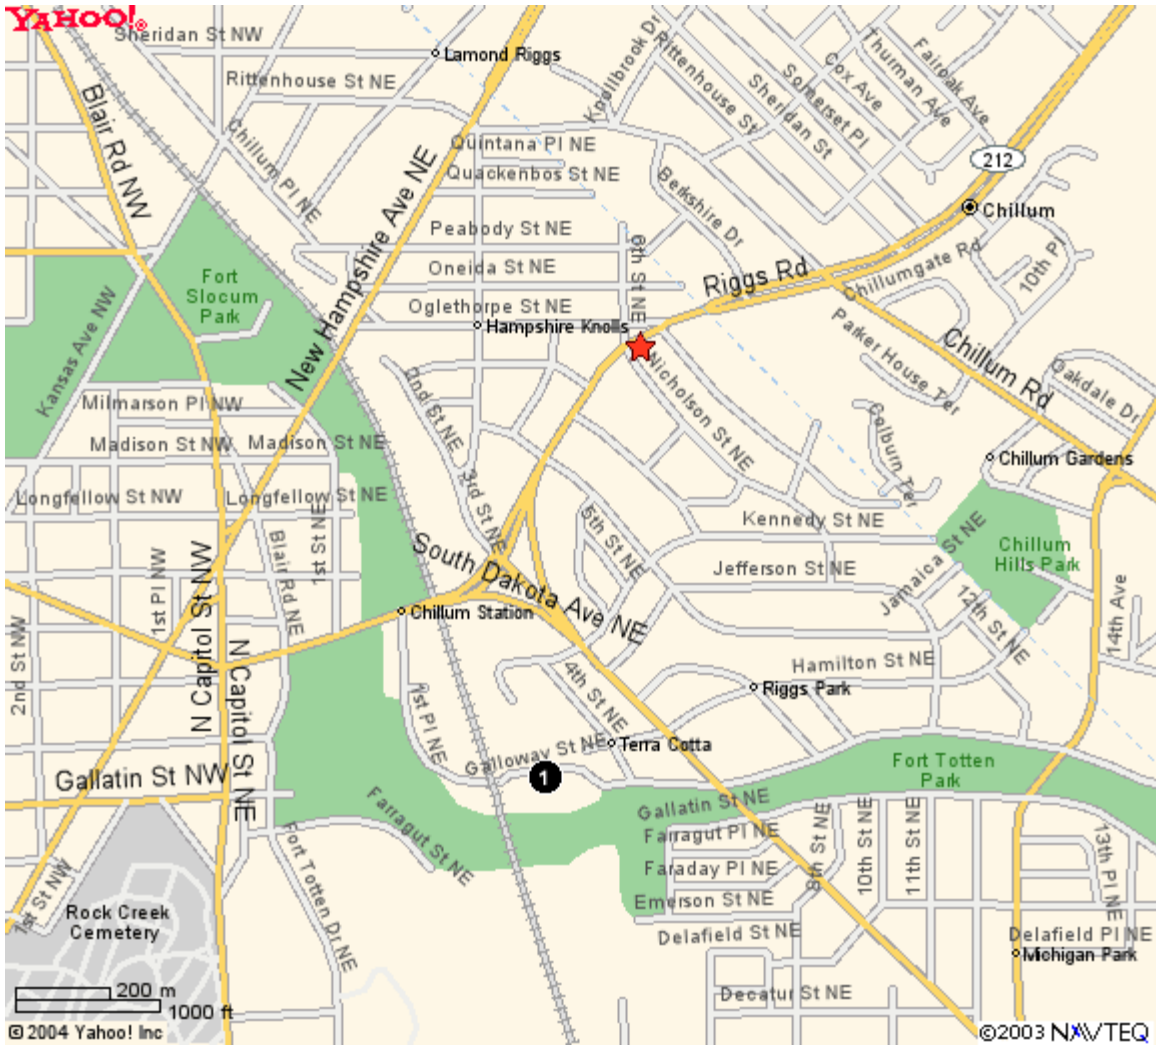 YAHOO!®
Sheridan St NW
Lamond Riggs
Rittenhouse St NE
Knollbrook Dr
Rittenhouse St
Sheridan St
Somerset Pl
Cox Ave
Thurman Ave
Fairoak Ave
Blair Rd NW
Chillum Pl NE
New Hampshire Ave NE
Quintana Pl NE
Quackenbos St NE
Berkshire Dr
212
Chillum
Peabody St NE
6th St NE
Oneida St NE
Riggs Rd
Chillumgate Rd
10th Pl
Fort
Slocum
Park
Oglethorpe St NE
Hampshire Knolls
Kansas Ave NW
Parker House Ter
Chillum Rd
Oakdale Dr
2nd St NE
Nicholson St NE
Milmarson Pl NW
Madison St NW
Madison St NE
Colburn Ter
Chillum Gardens
3rd St NE
Longfellow St NW
Longfellow St NE
5th St NE
Kennedy St NE
1st St NE
Blair Rd NE
South Dakota Ave NE
Jefferson St NE
Jamaica St NE
Chillum
Hills Park
12th St NE
14th Ave
1st Pl NW
N Capitol St NW
N Capitol St NE
2nd St NW
Chillum Station
Hamilton St NE
4th St NE
Riggs Park
1st Pl NE
Galloway St NE
Terra Cotta
1
Fort Totten
Park
Gallatin St NW
Gallatin St NE
Farragut St NE
Farragut Pl NE
Faraday Pl NE
Emerson St NE
Delafield St NE
8th St NE
10th St NE
11th St NE
13th Pl NE
Fort Totten Dr NE
1st St NW
Rock Creek
Cemetery
Delafield Pl NE
Michigan Park
Decatur St NE
200 m
1000 ft
©2004 Yahoo! Inc
©2003 NAVTEQ